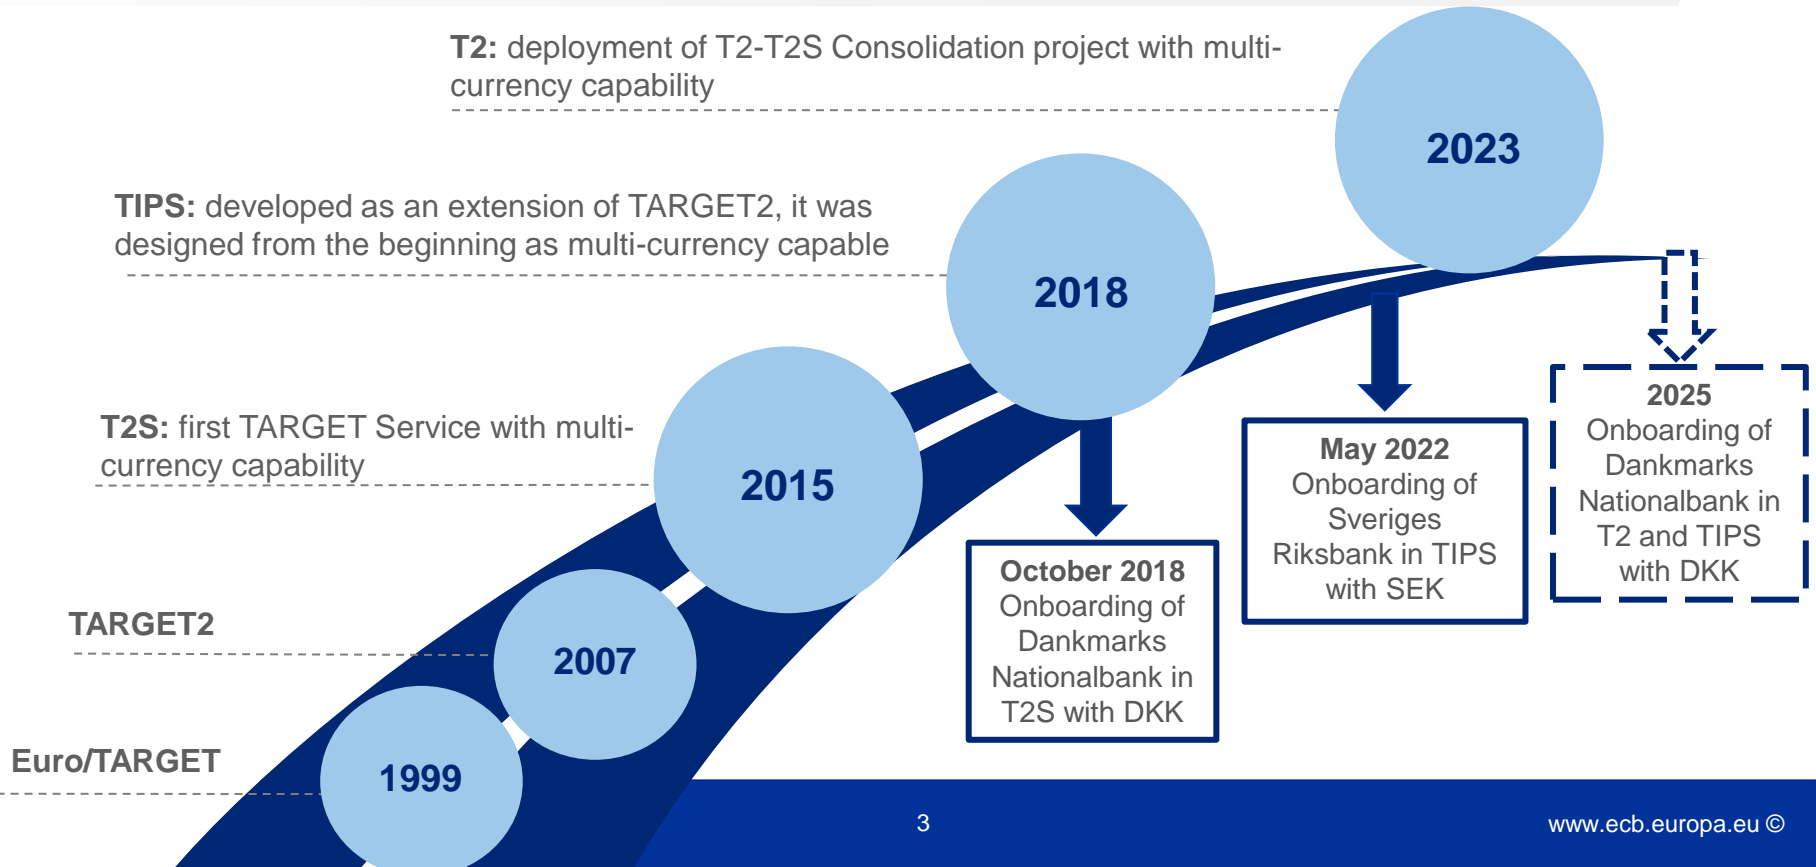 T2: deployment of T2-T2S Consolidation project with multi-
currency capability
2023
TIPS: developed as an extension of TARGET2, it was
designed from the beginning as multi-currency capable
2018
T2S: first TARGET Service with multi-
currency capability
2015
TARGET2
2007
Euro/TARGET
1999
October 2018
Onboarding of
Dankmarks
Nationalbank in
T2S with DKK
May 2022
Onboarding of
Sveriges
Riksbank in TIPS
with SEK
2025
Onboarding of
Dankmarks
Nationalbank in
T2 and TIPS
with DKK
3
www.ecb.europa.eu ©